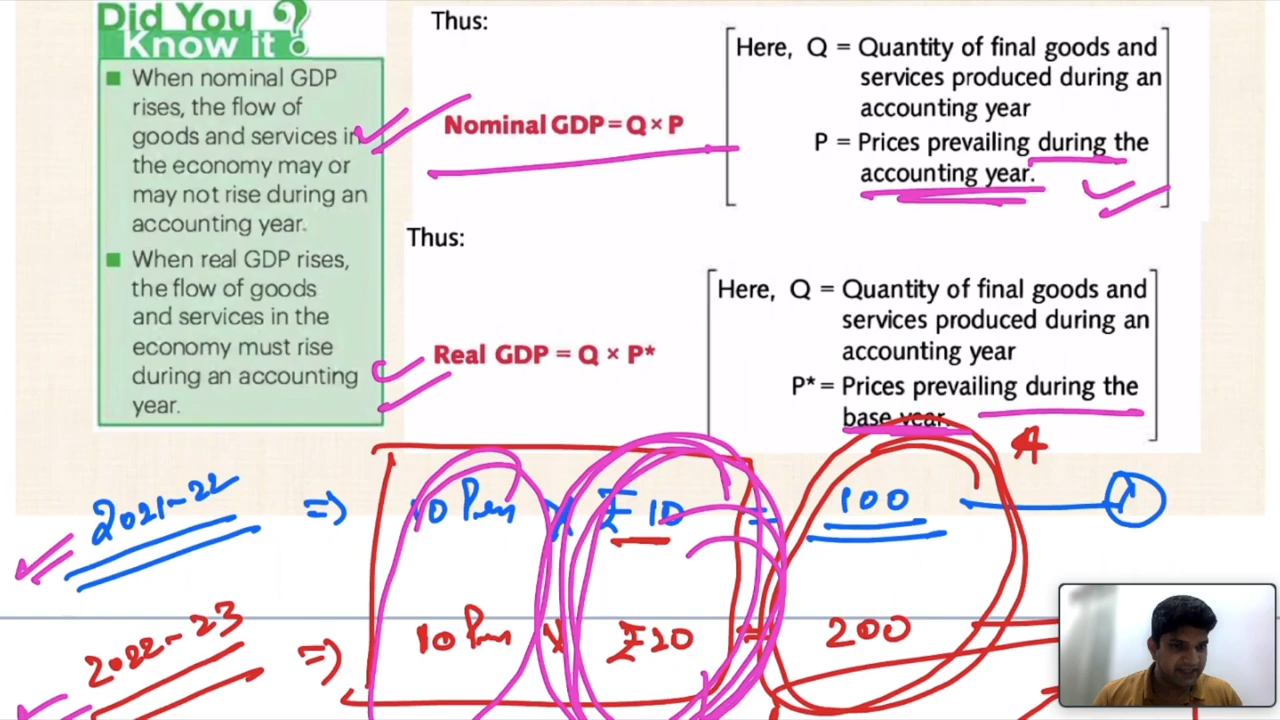 Did You
Know it ?
■ When nominal GDP
rises, the flow of
goods and services in
the economy may or
may not rise during an
accounting year.
■ When real GDP rises,
the flow of goods
and services in the
economy must rise
during an accounting
year.
Thus:
Nominal GDP = Q × P
Here, Q = Quantity of final goods and
services produced during an
accounting year
P = Prices prevailing during the
accounting year.
Thus:
Real GDP = Q × P*
Here, Q = Quantity of final goods and
services produced during an
accounting year
P* = Prices prevailing during the
base year.
2021-22 => 10 Pen X ₹10 = 100
2022-23 => 10 Pen X ₹20 = 200